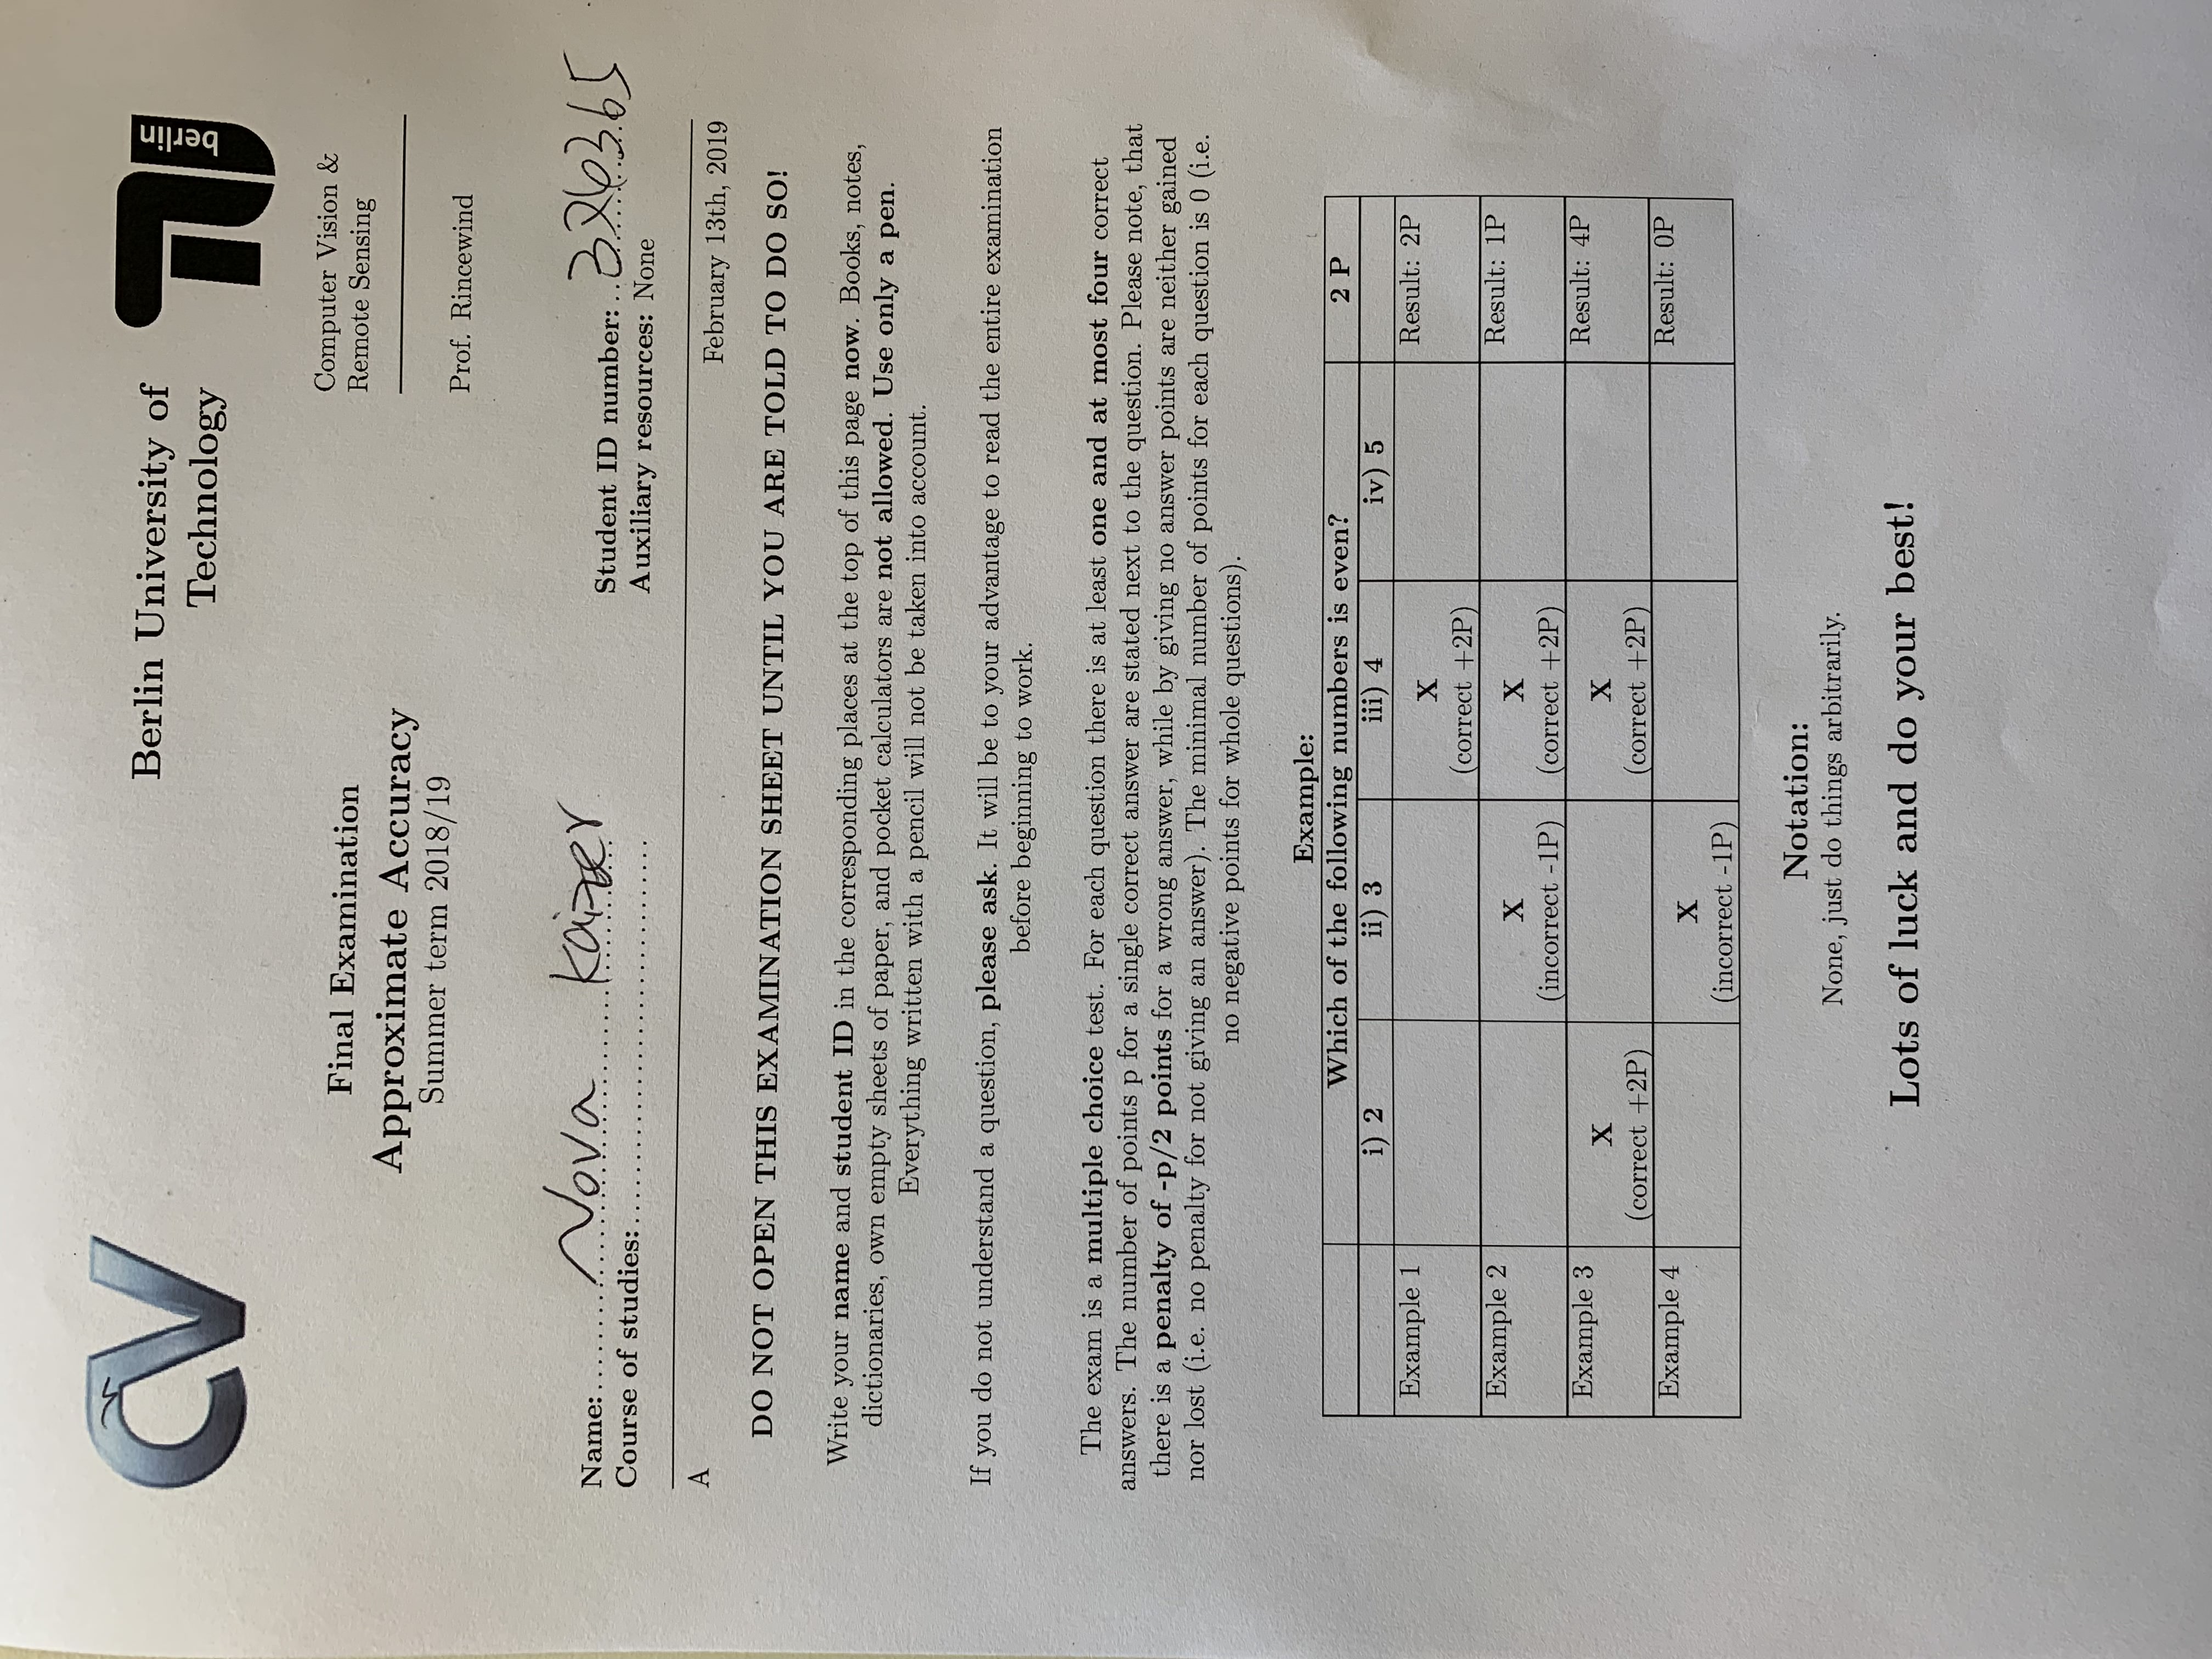 CV
Berlin University of
Technology
berlin
Computer Vision &
Remote Sensing
Prof. Rincewind
Final Examination
Approximate Accuracy
Summer term 2018/19
Name: Nova Kaizer
Student ID number: 326365
Course of studies:
Auxiliary resources: None
A
February 13th, 2019
DO NOT OPEN THIS EXAMINATION SHEET UNTIL YOU ARE TOLD TO DO SO!
Write your name and student ID in the corresponding places at the top of this page now. Books, notes,
dictionaries, own empty sheets of paper, and pocket calculators are not allowed. Use only a pen.
Everything written with a pencil will not be taken into account.
If you do not understand a question, please ask. It will be to your advantage to read the entire examination
before beginning to work.
The exam is a multiple choice test. For each question there is at least one and at most four correct
answers. The number of points p for a single correct answer are stated next to the question. Please note, that
there is a penalty of -p/2 points for a wrong answer, while by giving no answer points are neither gained
nor lost (i.e. no penalty for not giving an answer). The minimal number of points for each question is 0 (i.e.
no negative points for whole questions).
Example:
Which of the following numbers is even? 2 P
i) 2 ii) 3 iii) 4 iv) 5
Example 1 X Result: 2P
(correct +2P)
Example 2 X X Result: 1P
(incorrect -1P) (correct +2P)
Example 3 X X Result: 4P
(correct +2P) (correct +2P)
Example 4 X Result: 0P
(incorrect -1P)
Notation:
None, just do things arbitrarily.
Lots of luck and do your best!